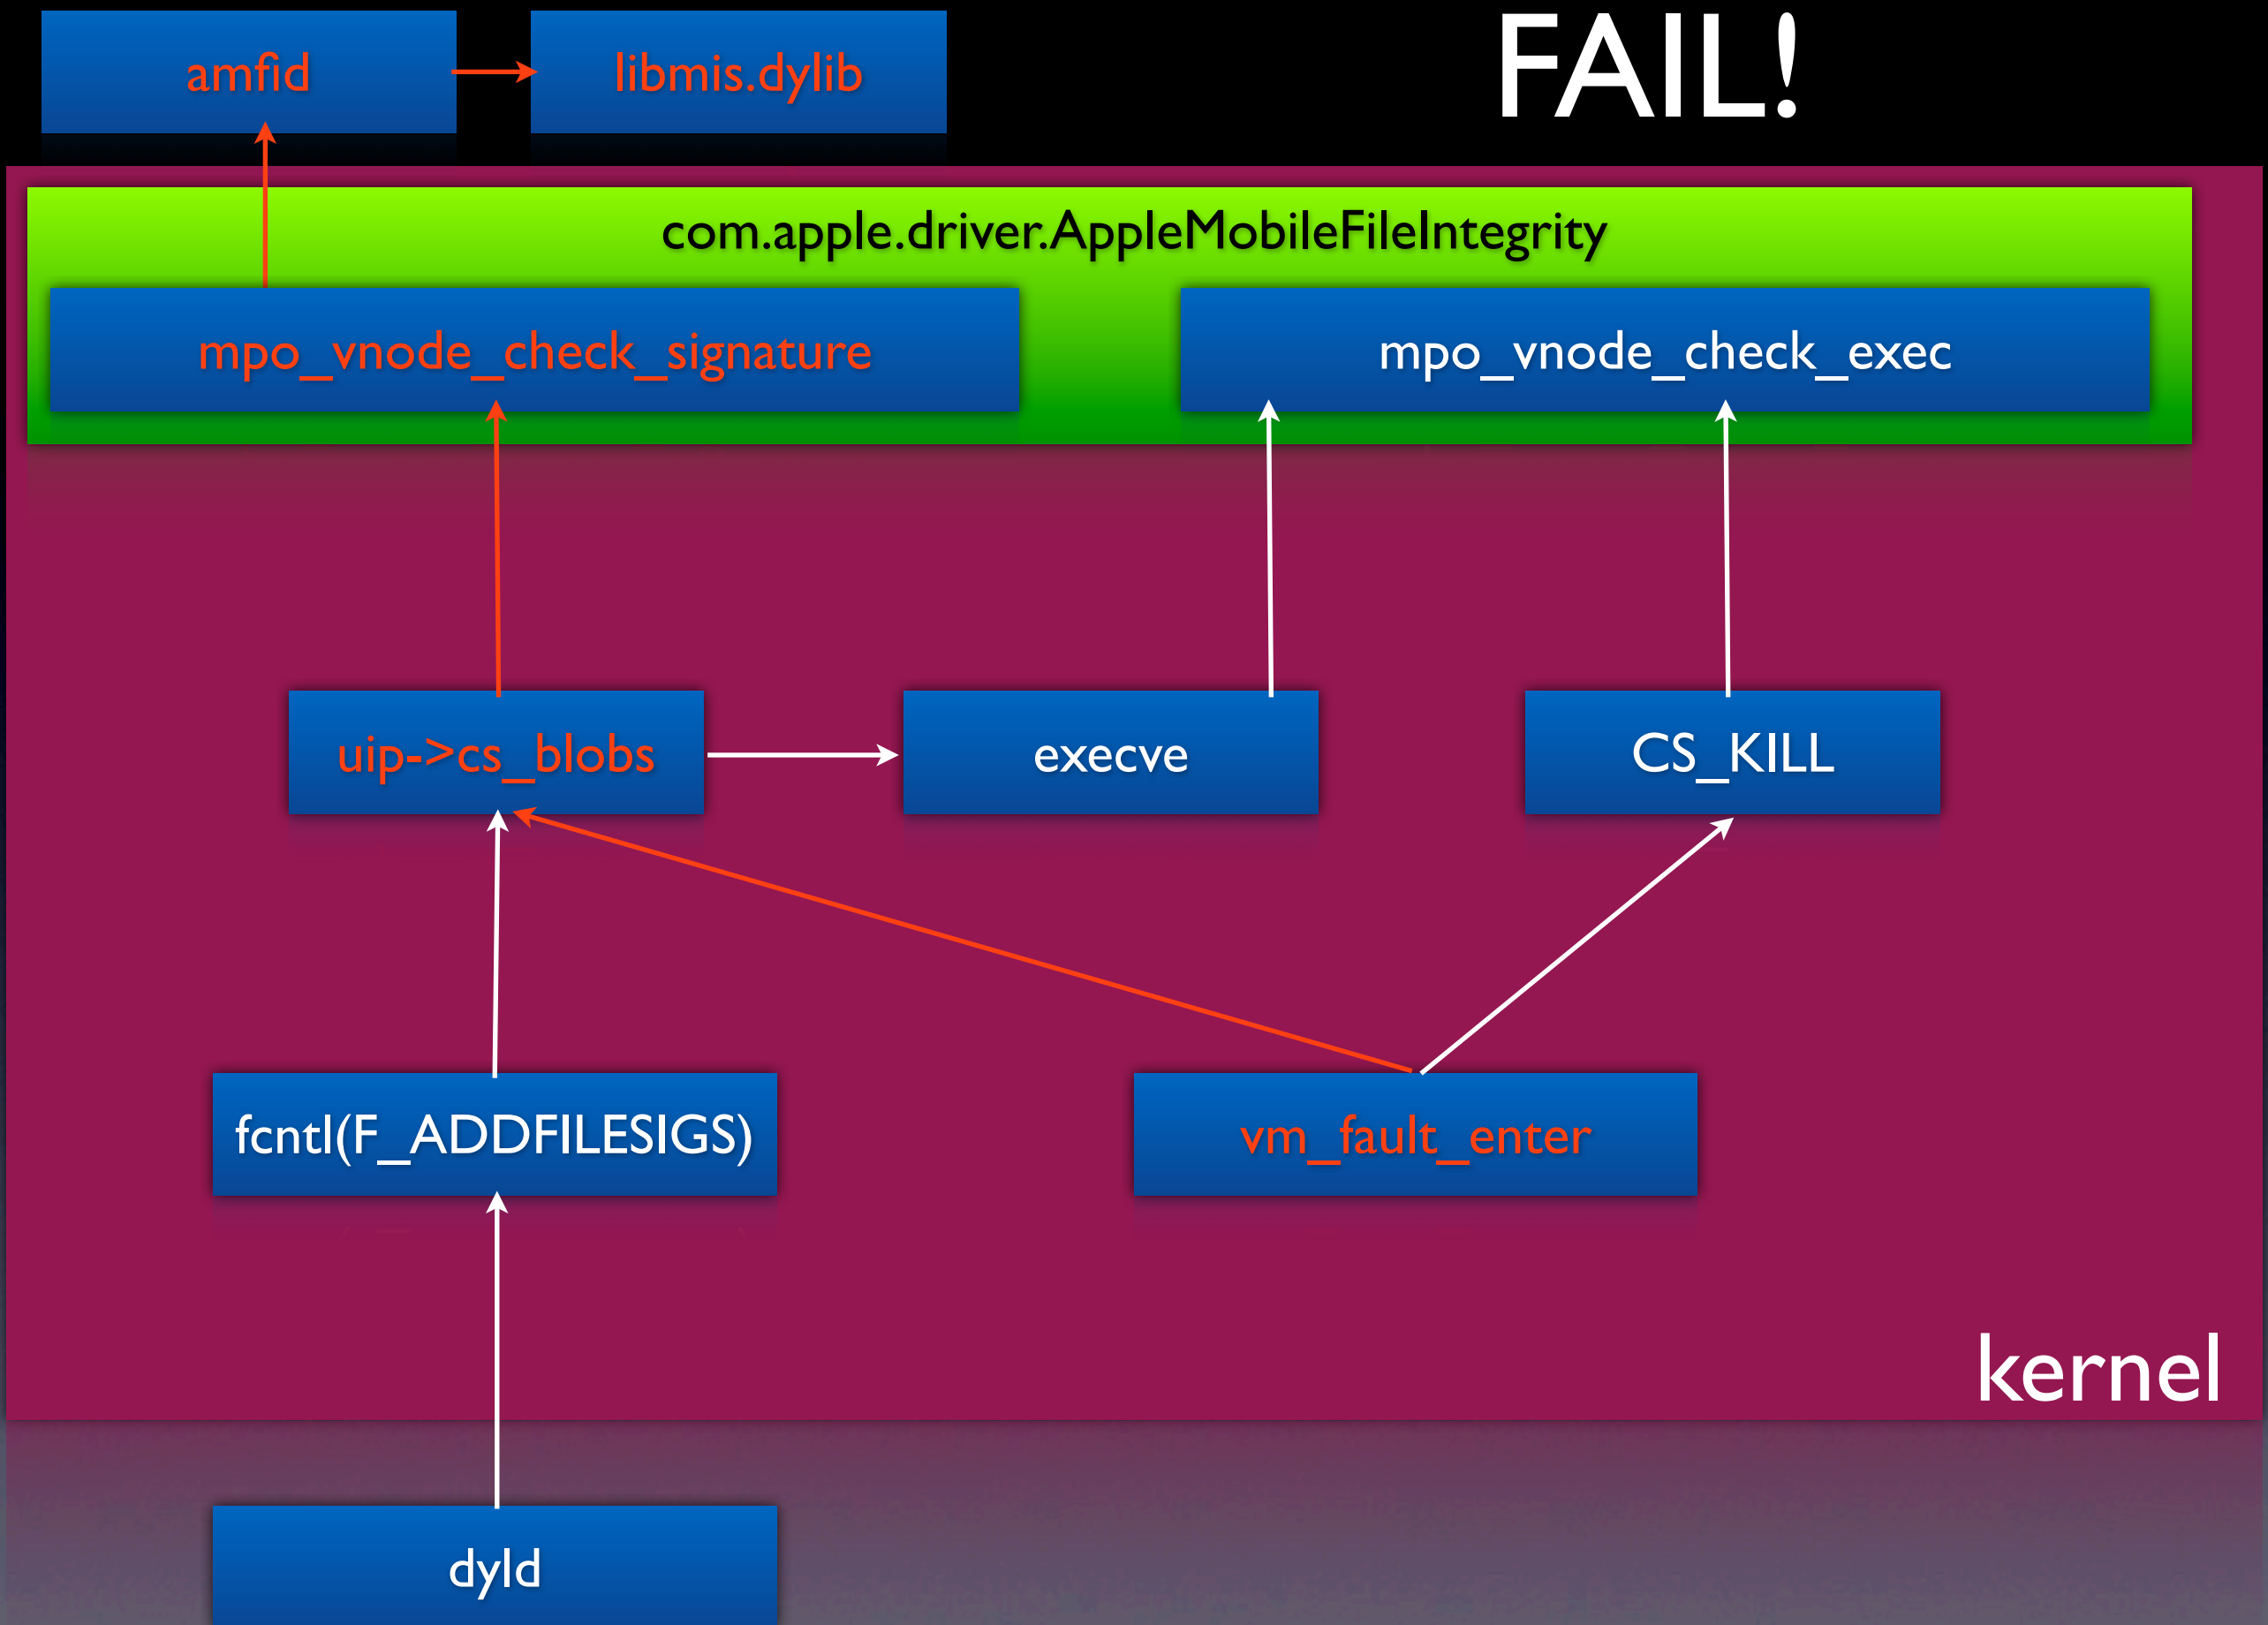 FAIL!
amfid
libmis.dylib
com.apple.driver.AppleMobileFileIntegrity
mpo_vnode_check_signature
mpo_vnode_check_exec
uip->cs_blobs
execve
CS_KILL
fcntl(F_ADDFILESIGS)
vm_fault_enter
kernel
dyld